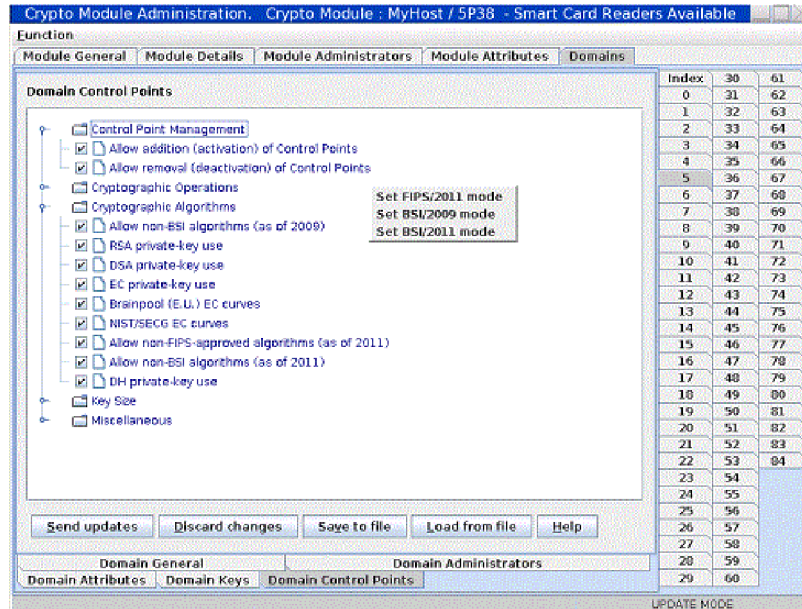 Crypto Module Administration. Crypto Module : MyHost / 5P38 - Smart Card Readers Available
Function
Module General Module Details Module Administrators Module Attributes Domains
Domain Control Points
Control Point Management
Allow addition (activation) of Control Points
Allow removal (deactivation) of Control Points
Cryptographic Operations
Cryptographic Algorithms
Allow non-BSI algorithms (as of 2009)
RSA private-key use
DSA private-key use
EC private-key use
Brainpool (E.U.) EC curves
NIST/SECG EC curves
Allow non-FIPS-approved algorithms (as of 2011)
Allow non-BSI algorithms (as of 2011)
DH private-key use
Key Size
Miscellaneous
Set FIPS/2011 mode
Set BSI/2009 mode
Set BSI/2011 mode
Send updates Discard changes Save to file Load from file Help
Domain General Domain Administrators
Domain Attributes Domain Keys Domain Control Points
Index 30 61
0 31 62
1 32 63
2 33 64
3 34 65
4 35 66
5 36 67
6 37 68
7 38 69
8 39 70
9 40 71
10 41 72
11 42 73
12 43 74
13 44 75
14 45 76
15 46 77
16 47 78
17 48 79
18 49 80
19 50 81
20 51 82
21 52 83
22 53 84
23 54
24 55
25 56
26 57
27 58
28 59
29 60
UPDATE MODE